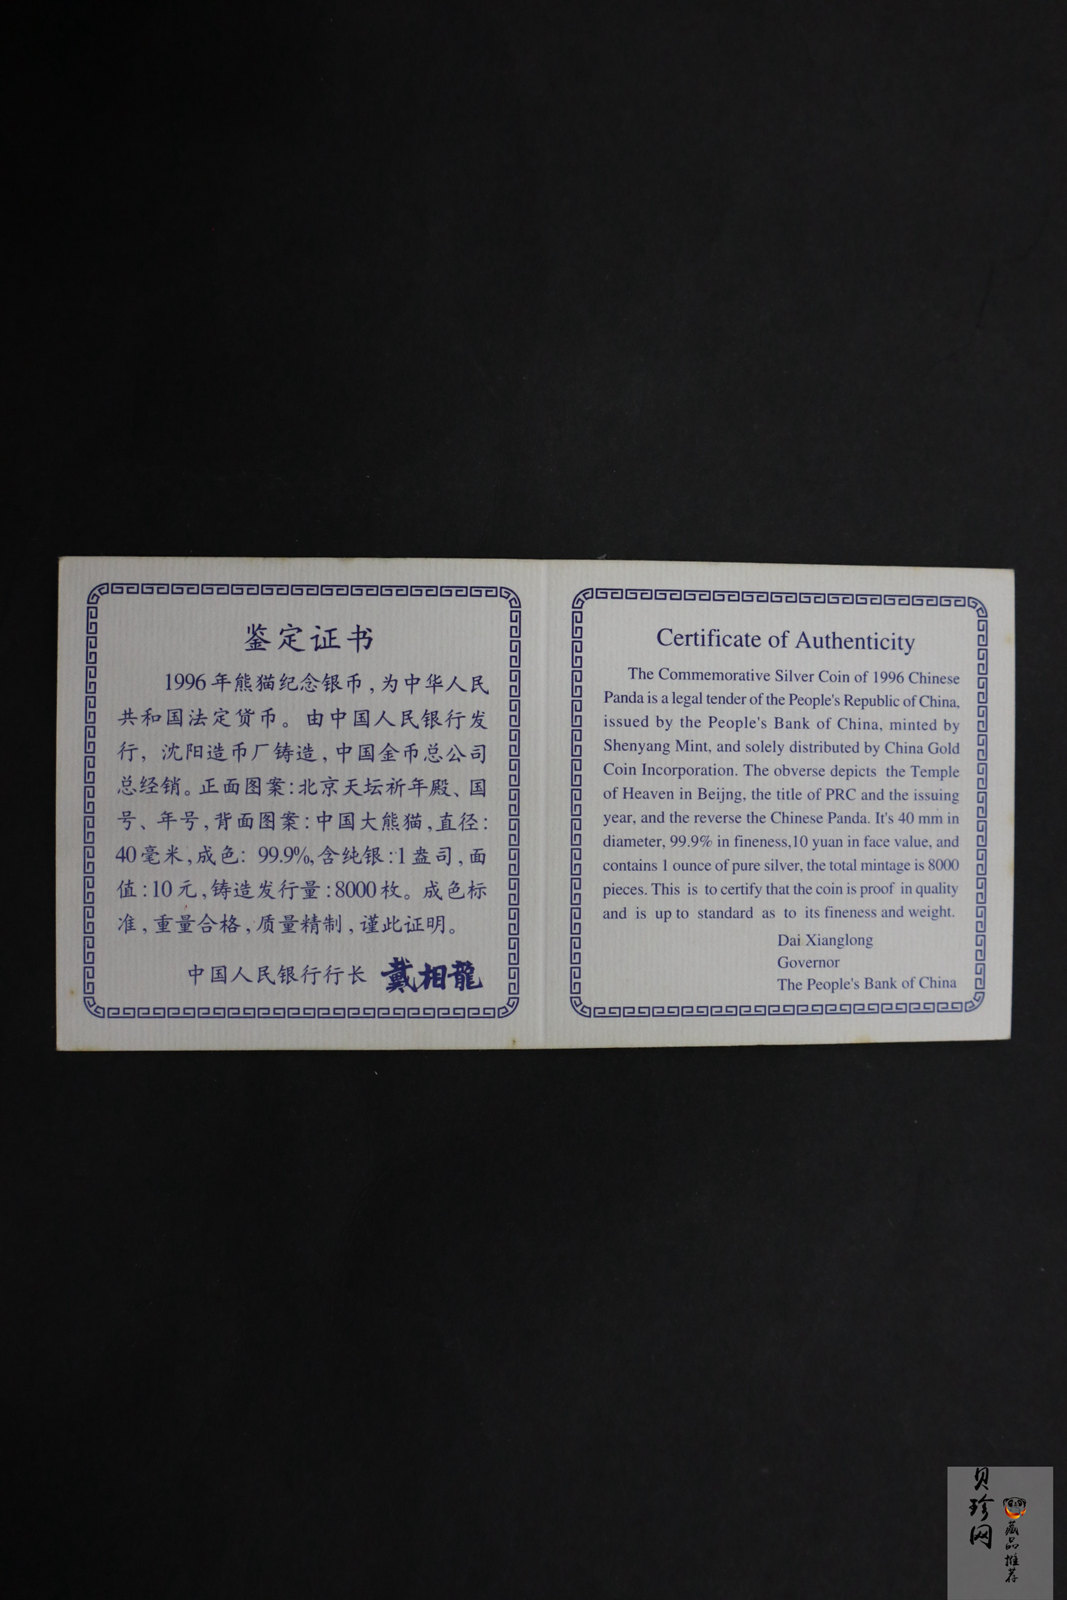 鉴定证书
1996年熊猫纪念银币,为中华人民
共和国法定货币。由中国人民银行发
行,沈阳造币厂铸造,中国金币总公司
总经销。正面图案:北京天坛祈年殿、国
号、年号,背面图案:中国大熊猫,直径:
40毫米,成色: 99.9%,含纯银:1盎司,面
值:10元,铸造发行量:8000枚。成色标
准,重量合格,质量精制,谨此证明。
中国人民银行行长 戴相龍
Certificate of Authenticity
The Commemorative Silver Coin of 1996 Chinese
Panda is a legal tender of the People's Republic of China,
issued by the People's Bank of China, minted by
Shenyang Mint, and solely distributed by China Gold
Coin Incorporation. The obverse depicts the Temple
of Heaven in Beijng, the title of PRC and the issuing
year, and the reverse the Chinese Panda. It's 40 mm in
diameter, 99.9% in fineness,10 yuan in face value, and
contains 1 ounce of pure silver, the total mintage is 8000
pieces. This is to certify that the coin is proof in quality
and is up to standard as to its fineness and weight.
Dai Xianglong
Governor
The People's Bank of China
贝珍网
藏品推荐